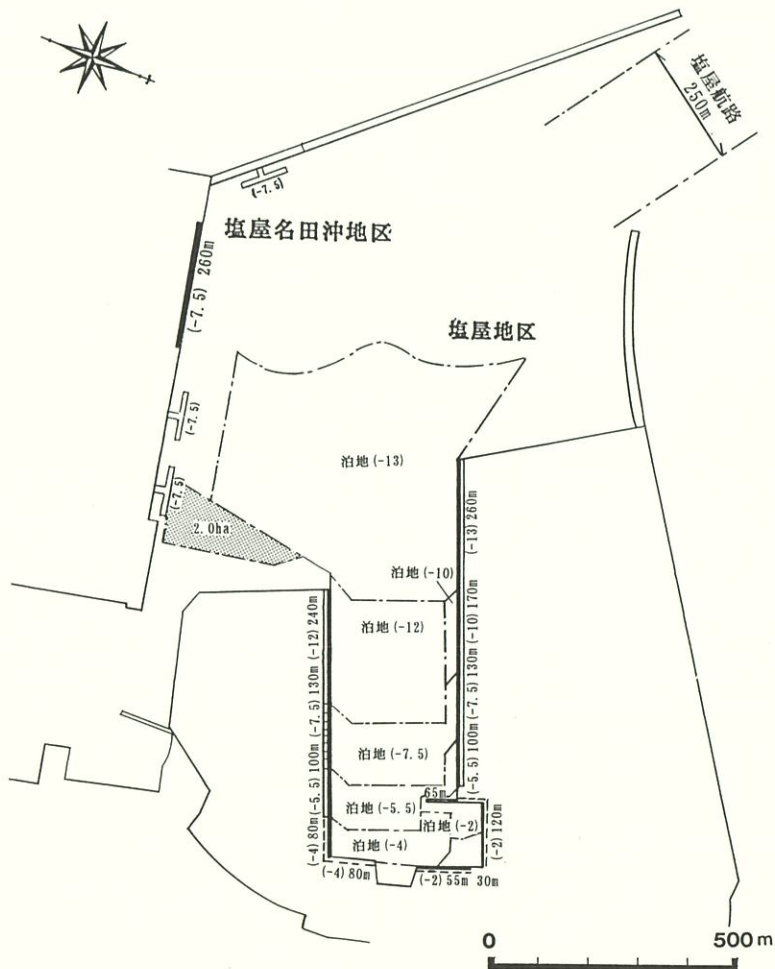 塩屋航路
250m
(-7.5)
塩屋名田沖地区
(-7.5) 260m
塩屋地区
(-7.5)
泊地(-13)
(-7.5)
2.0ha
(-13) 260m
泊地(-10)
(-10) 170m
泊地(-12)
(-12) 240m
(-7.5) 130m
(-7.5) 130m
泊地(-7.5)
(-5.5) 100m
(-5.5) 100m
65m
泊地(-5.5)
泊地(-2)
(-2) 120m
泊地(-4)
(-4) 80m
(-4) 80m
(-2) 55m 30m
0 500m